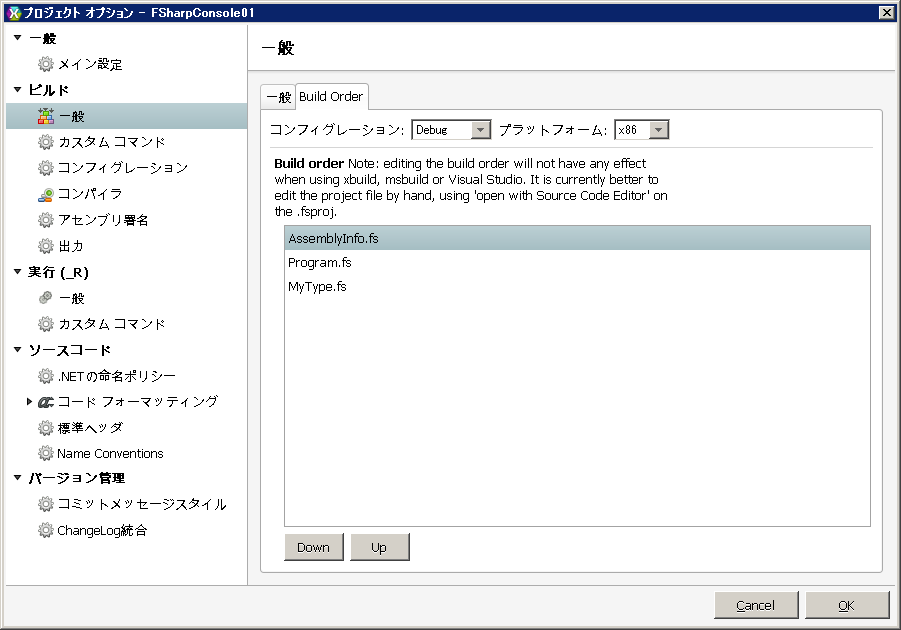 プロジェクト オプション - FSharpConsole01
一般
メイン設定
ビルド
一般
カスタム コマンド
コンフィグレーション
コンパイラ
アセンブリ署名
出力
実行 (_R)
一般
カスタム コマンド
ソースコード
.NETの命名ポリシー
コード フォーマッティング
標準ヘッダ
Name Conventions
バージョン管理
コミットメッセージスタイル
ChangeLog統合
一般
一般 Build Order
コンフィグレーション: Debug プラットフォーム: x86
Build order Note: editing the build order will not have any effect
when using xbuild, msbuild or Visual Studio. It is currently better to
edit the project file by hand, using 'open with Source Code Editor' on
the .fsproj.
AssemblyInfo.fs
Program.fs
MyType.fs
Down Up
Cancel OK